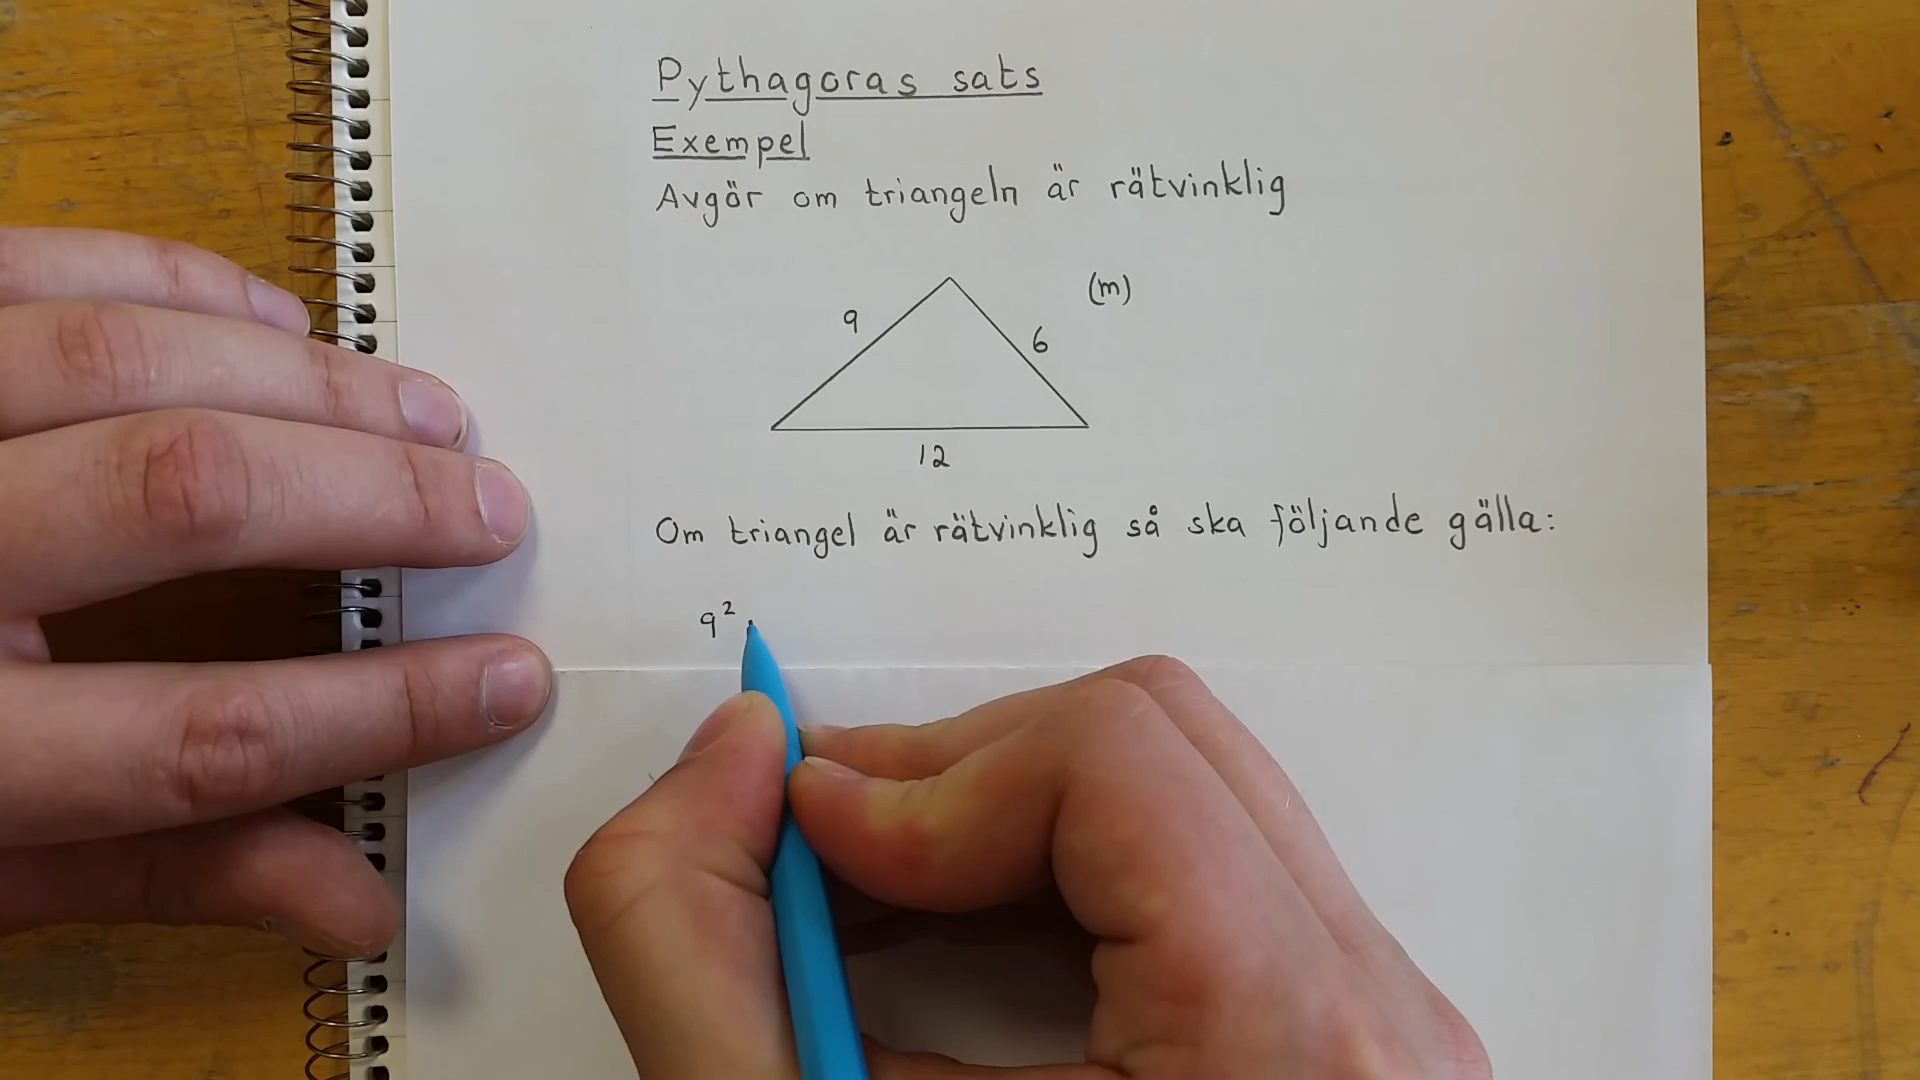 Pythagoras sats
Exempel
Avgör om triangeln är rätvinklig
(m)
9
6
12
Om triangel är rätvinklig så ska följande gälla:
9²